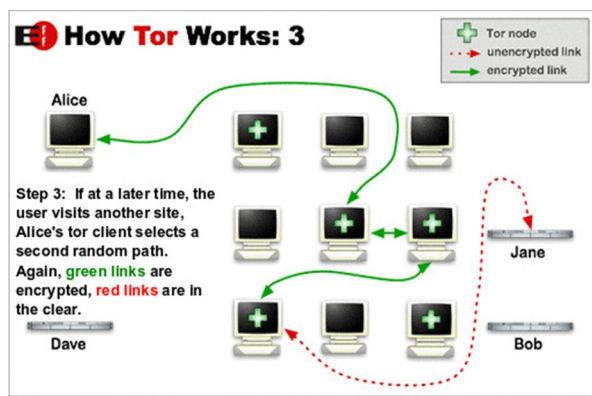 EFF How Tor Works: 3
Tor node
unencrypted link
encrypted link
Alice
Step 3: If at a later time, the
user visits another site,
Alice's tor client selects a
second random path.
Again, green links are
encrypted, red links are in
the clear.
Jane
Dave
Bob